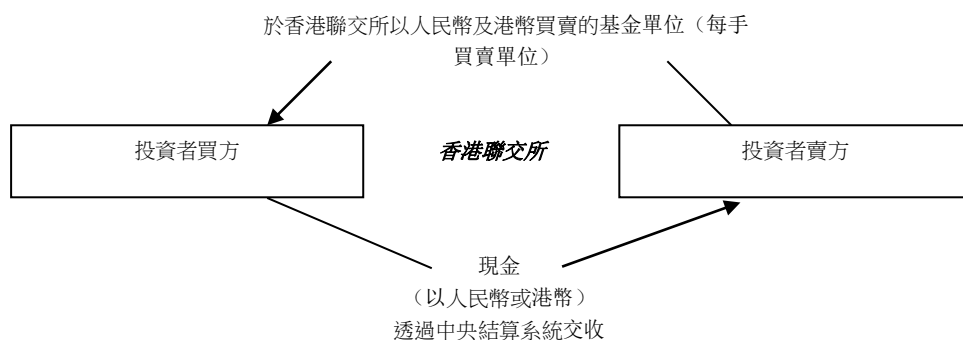 於香港聯交所以人民幣及港幣買賣的基金單位（每手
買賣單位）
投資者買方
香港聯交所
投資者賣方
現金
（以人民幣或港幣）
透過中央結算系統交收